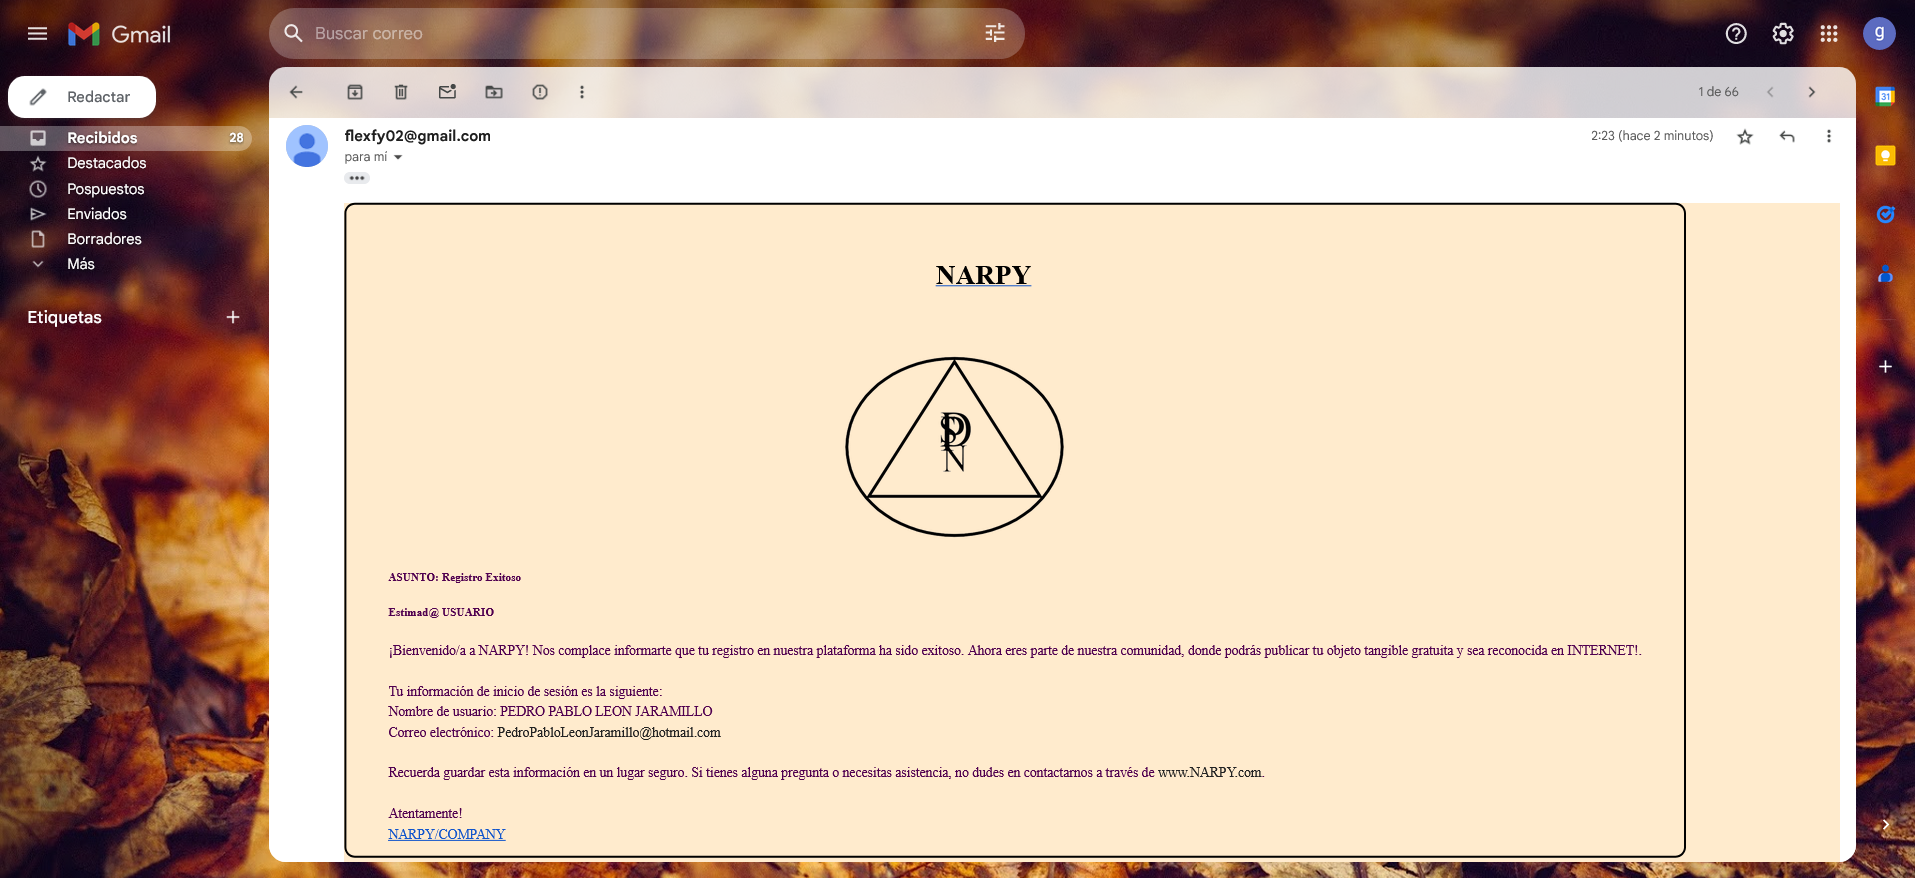 Gmail
Buscar correo
g
Redactar
1 de 66
31
Recibidos 28
Destacados
Pospuestos
Enviados
Borradores
Más
Etiquetas
flexfy02@gmail.com
2:23 (hace 2 minutos)
para mí
NARPY
D
S
P
N
ASUNTO: Registro Exitoso
Estimad@ USUARIO
¡Bienvenido/a a NARPY! Nos complace informarte que tu registro en nuestra plataforma ha sido exitoso. Ahora eres parte de nuestra comunidad, donde podrás publicar tu objeto tangible gratuita y sea reconocida en INTERNET!.
Tu información de inicio de sesión es la siguiente:
Nombre de usuario: PEDRO PABLO LEON JARAMILLO
Correo electrónico: PedroPabloLeonJaramillo@hotmail.com
Recuerda guardar esta información en un lugar seguro. Si tienes alguna pregunta o necesitas asistencia, no dudes en contactarnos a través de www.NARPY.com.
Atentamente!
NARPY/COMPANY